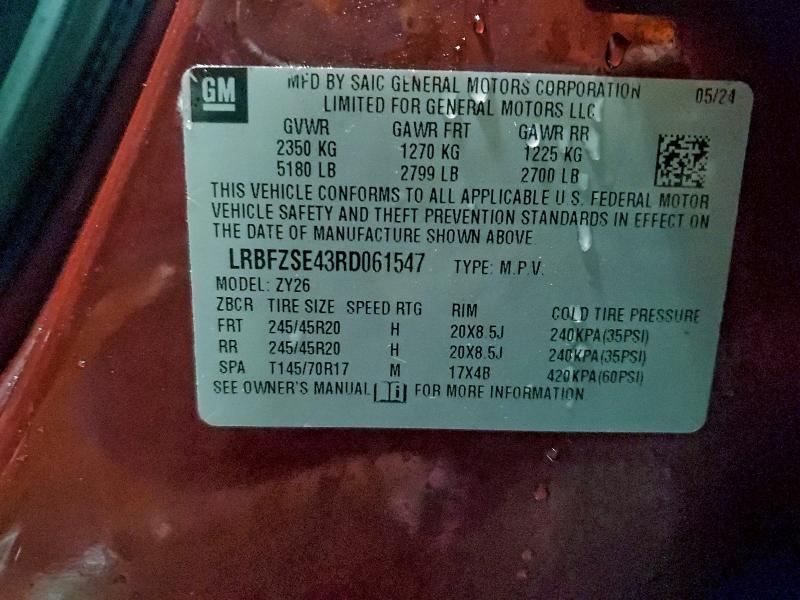 GM
MFD BY SAIC GENERAL MOTORS CORPORATION 05/24
LIMITED FOR GENERAL MOTORS LLC
GVWR GAWR FRT GAWR RR
2350 KG 1270 KG 1225 KG
5180 LB 2799 LB 2700 LB
THIS VEHICLE CONFORMS TO ALL APPLICABLE U.S. FEDERAL MOTOR
VEHICLE SAFETY AND THEFT PREVENTION STANDARDS IN EFFECT ON
THE DATE OF MANUFACTURE SHOWN ABOVE.
LRBFZSE43RD061547 TYPE: M.P.V.
MODEL: ZY26
ZBCR TIRE SIZE SPEED RTG RIM COLD TIRE PRESSURE
FRT 245/45R20 H 20X8.5J 240KPA(35PSI)
RR 245/45R20 H 20X8.5J 240KPA(35PSI)
SPA T145/70R17 M 17X4B 420KPA(60PSI)
SEE OWNER'S MANUAL i FOR MORE INFORMATION